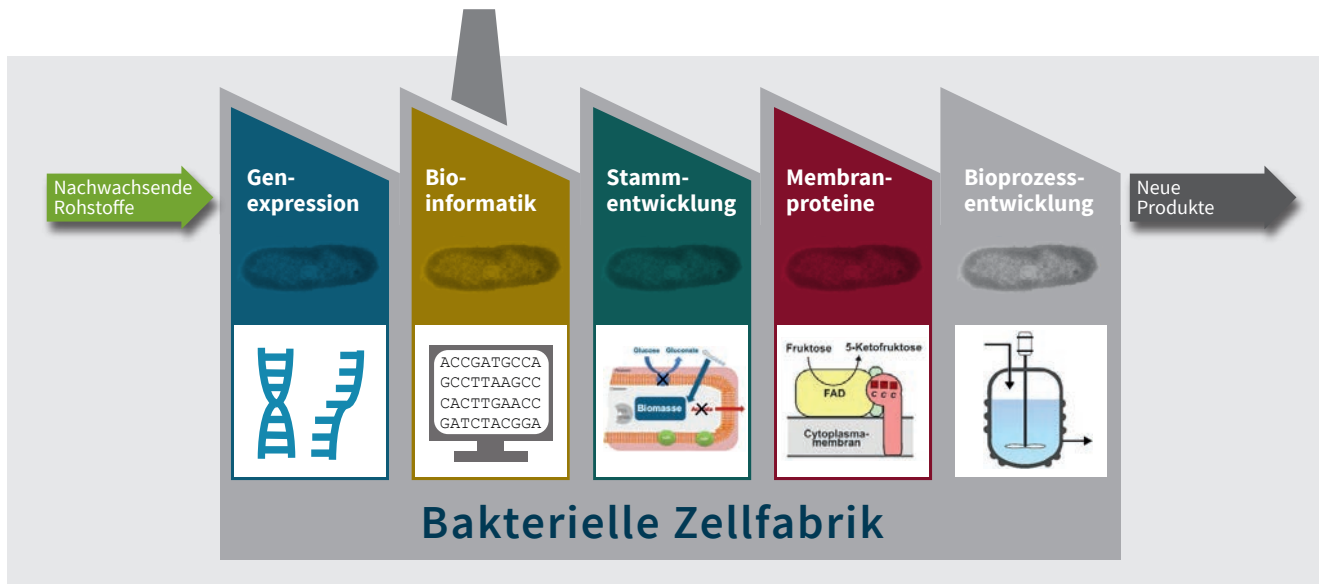 Nachwachsende
Rohstoffe
Gen-
expression
Bio-
informatik
Stamm-
entwicklung
Membran-
proteine
Bioprozess-
entwicklung
Neue
Produkte
ACCGATGCCA
GCCTTAAGCC
CACTTGAACC
GATCTACGGA
Glucose Gluconate
Biomasse
Fruktose 5-Ketofruktose
FAD
C C C
Cytoplasma-
membran
Bakterielle Zellfabrik